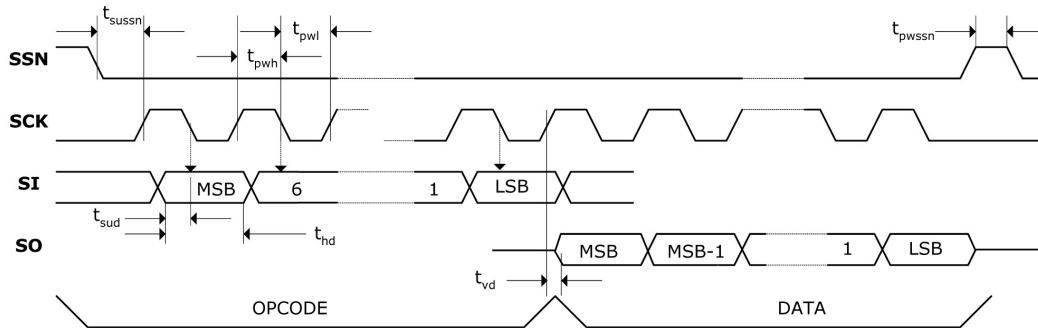 t_sussn
t_pwl
t_pwssn
SSN
t_pwh
SCK
SI
MSB
6
1
LSB
t_sud
t_hd
SO
MSB
MSB-1
1
LSB
t_vd
OPCODE
DATA